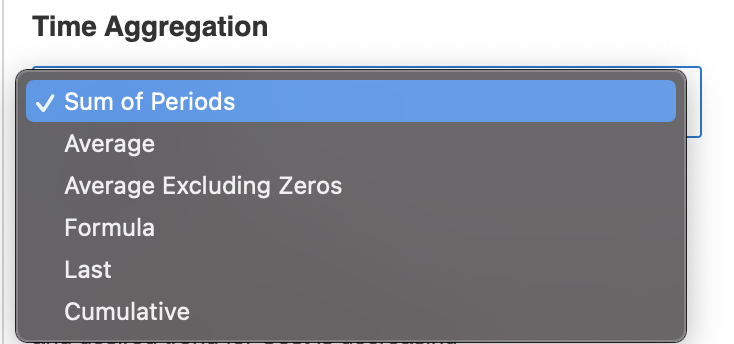 Time Aggregation
✓ Sum of Periods
Average
Average Excluding Zeros
Formula
Last
Cumulative